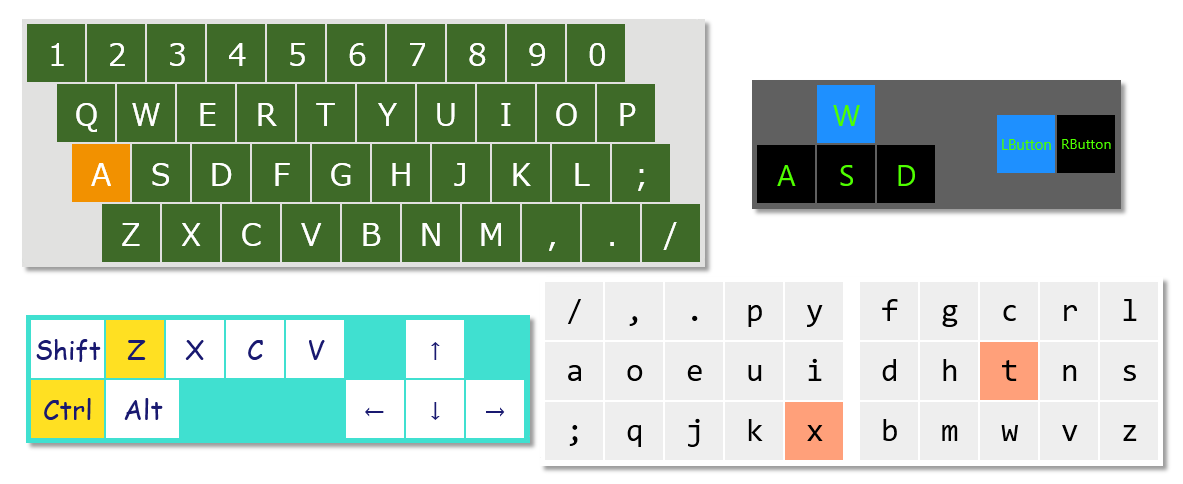 1 2 3 4 5 6 7 8 9 0
Q W E R T Y U I O P
A S D F G H J K L ;
Z X C V B N M , . /
W
A S D
LButton RButton
Shift Z X C V ↑
Ctrl Alt ← ↓ →
/ , . p y f g c r l
a o e u i d h t n s
; q j k x b m w v z